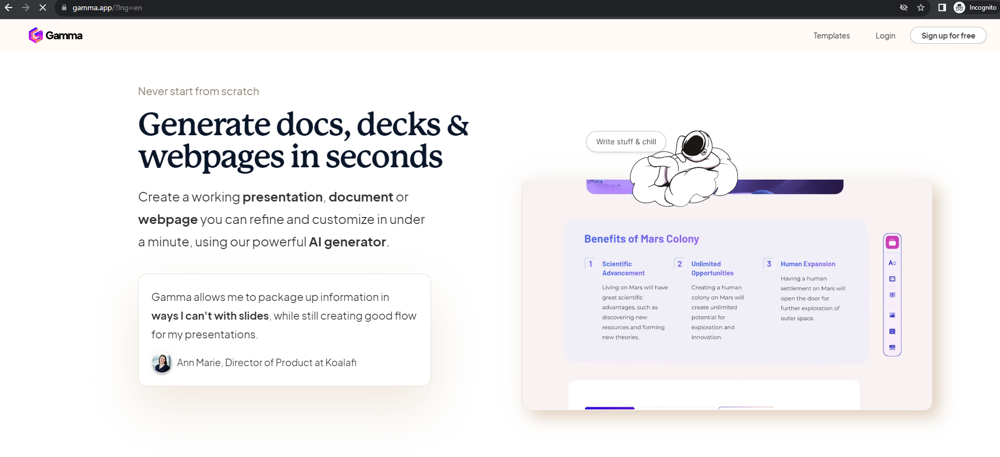 gamma.app/?lng=en
Incognito
Gamma
Templates
Login
Sign up for free
Never start from scratch
Generate docs, decks &
webpages in seconds
Create a working presentation, document or
webpage you can refine and customize in under
a minute, using our powerful AI generator.
Gamma allows me to package up information in
ways I can't with slides, while still creating good flow
for my presentations.
Ann Marie, Director of Product at Koalafi
Write stuff & chill
Benefits of Mars Colony
1
Scientific
Advancement
Living on Mars will have
great scientific
advantages, such as
discovering new
resources and forming
new theories.
2
Unlimited
Opportunities
Creating a human
colony on Mars will
create unlimited
potential for
exploration and
innovation.
3
Human Expansion
Having a human
settlement on Mars will
open the door for
further exploration of
outer space.
Aa